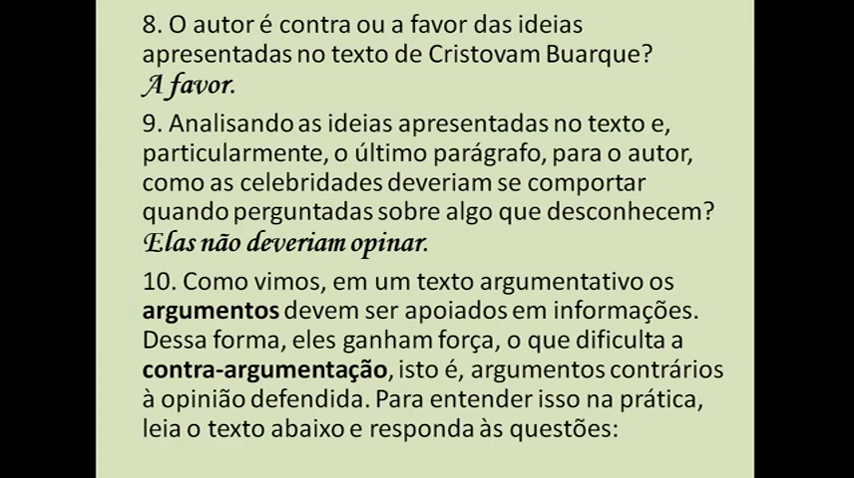 8. O autor é contra ou a favor das ideias
apresentadas no texto de Cristovam Buarque?
A favor.
9. Analisando as ideias apresentadas no texto e,
particularmente, o último parágrafo, para o autor,
como as celebridades deveriam se comportar
quando perguntadas sobre algo que desconhecem?
Elas não deveriam opinar.
10. Como vimos, em um texto argumentativo os
argumentos devem ser apoiados em informações.
Dessa forma, eles ganham força, o que dificulta a
contra-argumentação, isto é, argumentos contrários
à opinião defendida. Para entender isso na prática,
leia o texto abaixo e responda às questões: